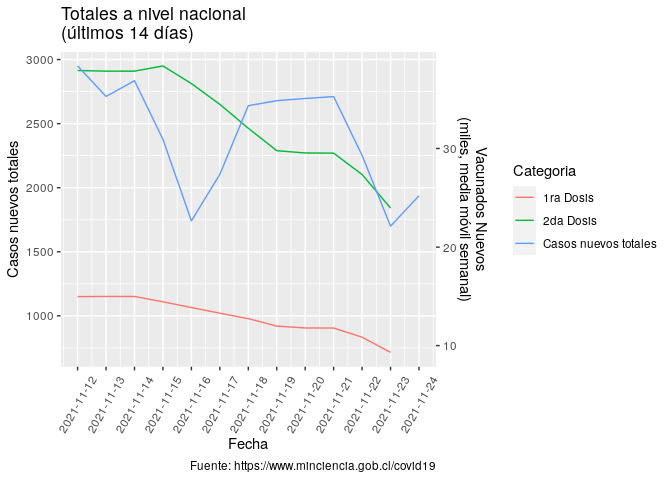 Totales a nivel nacional
(últimos 14 días)
Casos nuevos totales
3000
2500
2000
1500
1000
30
20
10
Vacunados Nuevos
(miles, media móvil semanal)
2021-11-12
2021-11-13
2021-11-14
2021-11-15
2021-11-16
2021-11-17
2021-11-18
2021-11-19
2021-11-20
2021-11-21
2021-11-22
2021-11-23
2021-11-24
Fecha
Categoria
1ra Dosis
2da Dosis
Casos nuevos totales
Fuente: https://www.minciencia.gob.cl/covid19